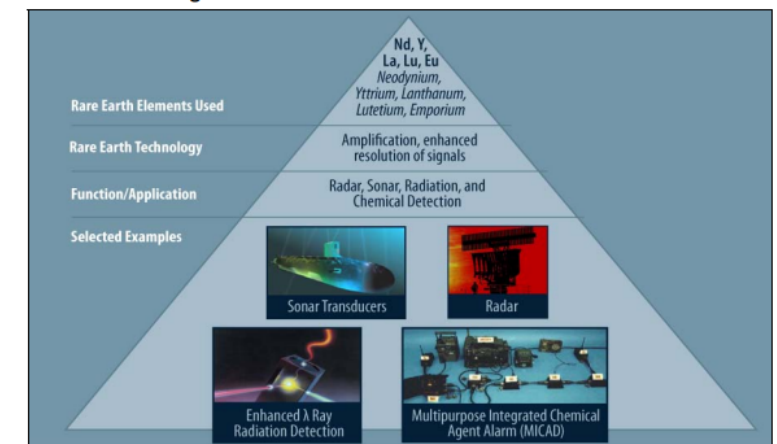 Nd, Y,
La, Lu, Eu
Neodynium,
Yttrium, Lanthanum,
Lutetium, Emporium
Rare Earth Elements Used
Rare Earth Technology
Amplification, enhanced
resolution of signals
Function/Application
Radar, Sonar, Radiation, and
Chemical Detection
Selected Examples
Sonar Transducers
Radar
Enhanced λ Ray
Radiation Detection
Multipurpose Integrated Chemical
Agent Alarm (MICAD)